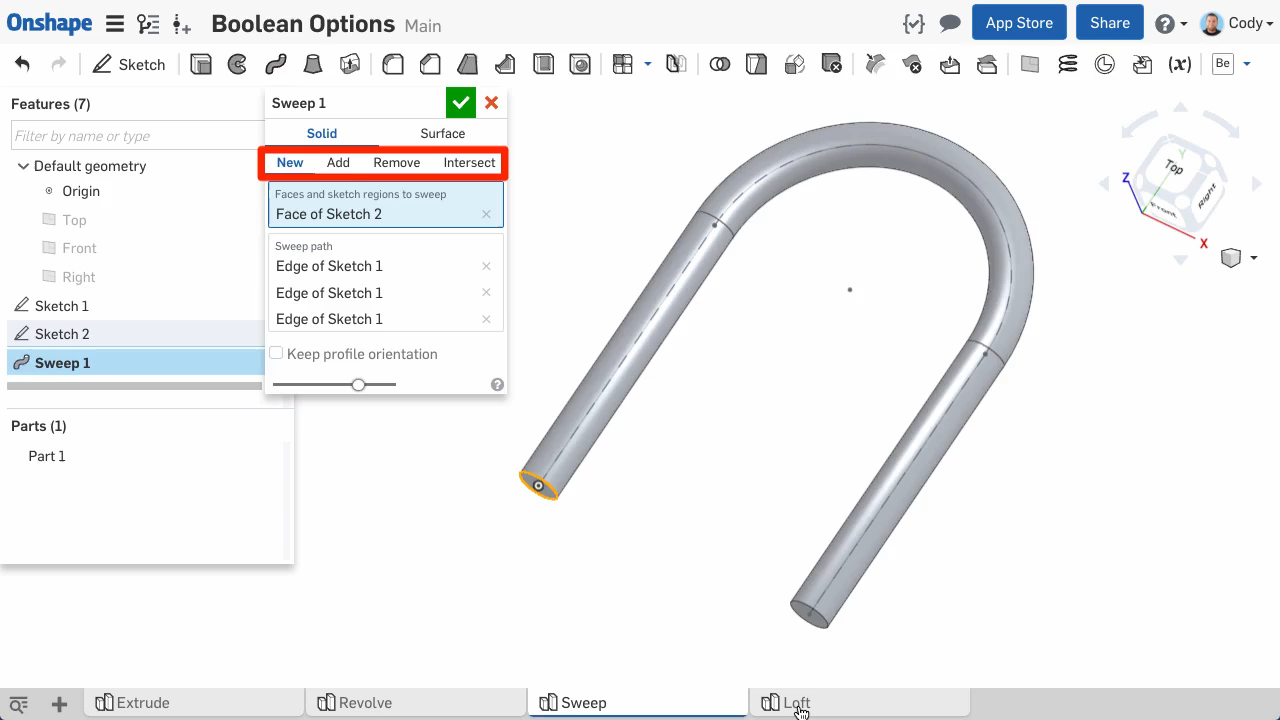 Onshape Boolean Options Main App Store Share Cody
Sketch Be
Features (7)
Filter by name or type
Default geometry
Origin
Top
Front
Right
Sketch 1
Sketch 2
Sweep 1
Parts (1)
Part 1
Sweep 1
Solid Surface
New Add Remove Intersect
Faces and sketch regions to sweep
Face of Sketch 2
Sweep path
Edge of Sketch 1
Edge of Sketch 1
Edge of Sketch 1
Keep profile orientation
Y
Top
Z
Front
Right
X
Extrude Revolve Sweep Loft